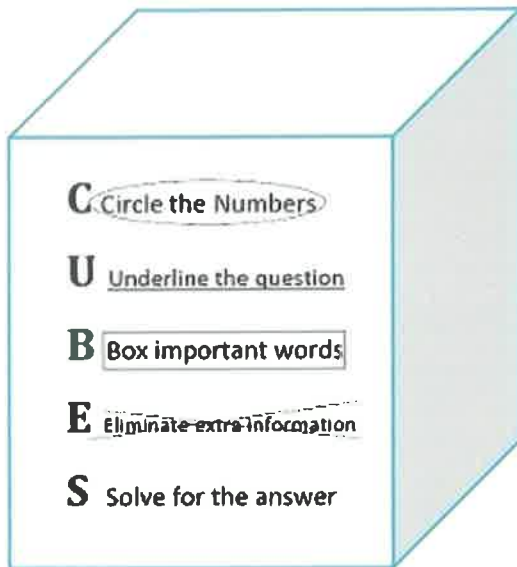 C Circle the Numbers
U Underline the question
B Box important words
E Eliminate extra information
S Solve for the answer